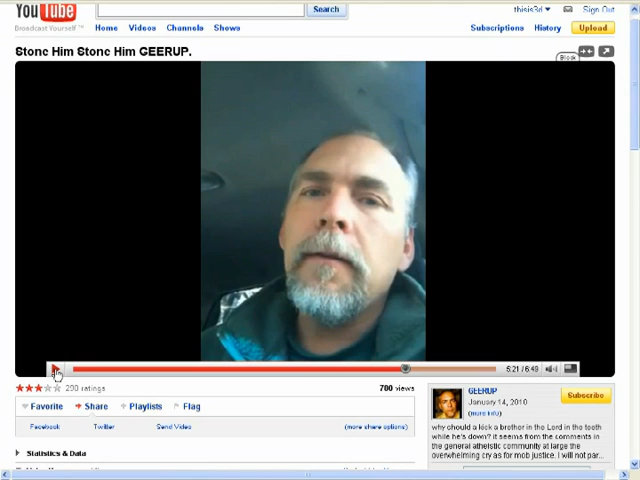 YouTube
Broadcast Yourself™
Search
thisis3d
Sign Out
Home Videos Channels Shows
Subscriptions History Upload
Stone Him Stone Him GEERUP.
5:21 / 6:49
290 ratings
780 views
Favorite Share Playlists Flag
Facebook Twitter Send Video (more share options)
Statistics & Data
GEERUP
January 14, 2010
(more info)
Subscribe
why should a kick a brother in the Lord in the teeth
while he's down? it seems from the comments in
the general atheistic community at large the
overwhelming cry as for mob justice. I will not par...